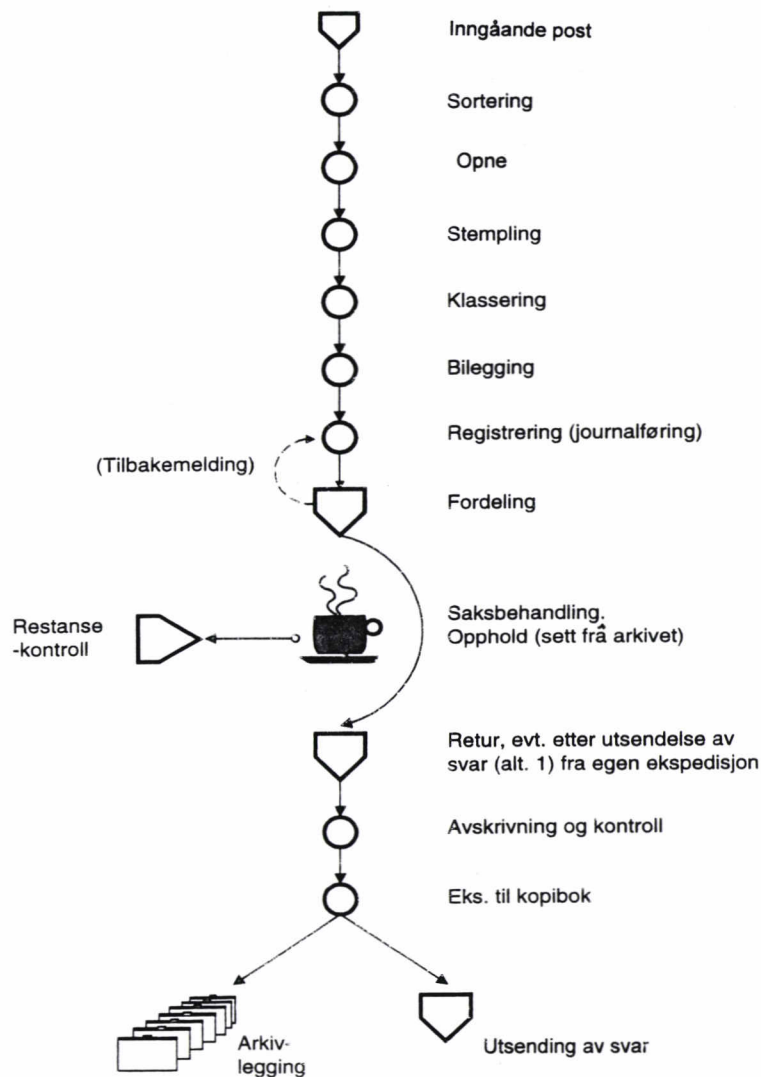 Inngåande post
Sortering
Opne
Stempling
Klassering
Bilegging
Registrering (journalføring)
(Tilbakemelding)
Fordeling
Restanse
-kontroll
Saksbehandling.
Opphold (sett frå arkivet)
Retur, evt. etter utsendelse av
svar (alt. 1) fra egen ekspedisjon
Avskrivning og kontroll
Eks. til kopibok
Arkiv-
legging
Utsending av svar